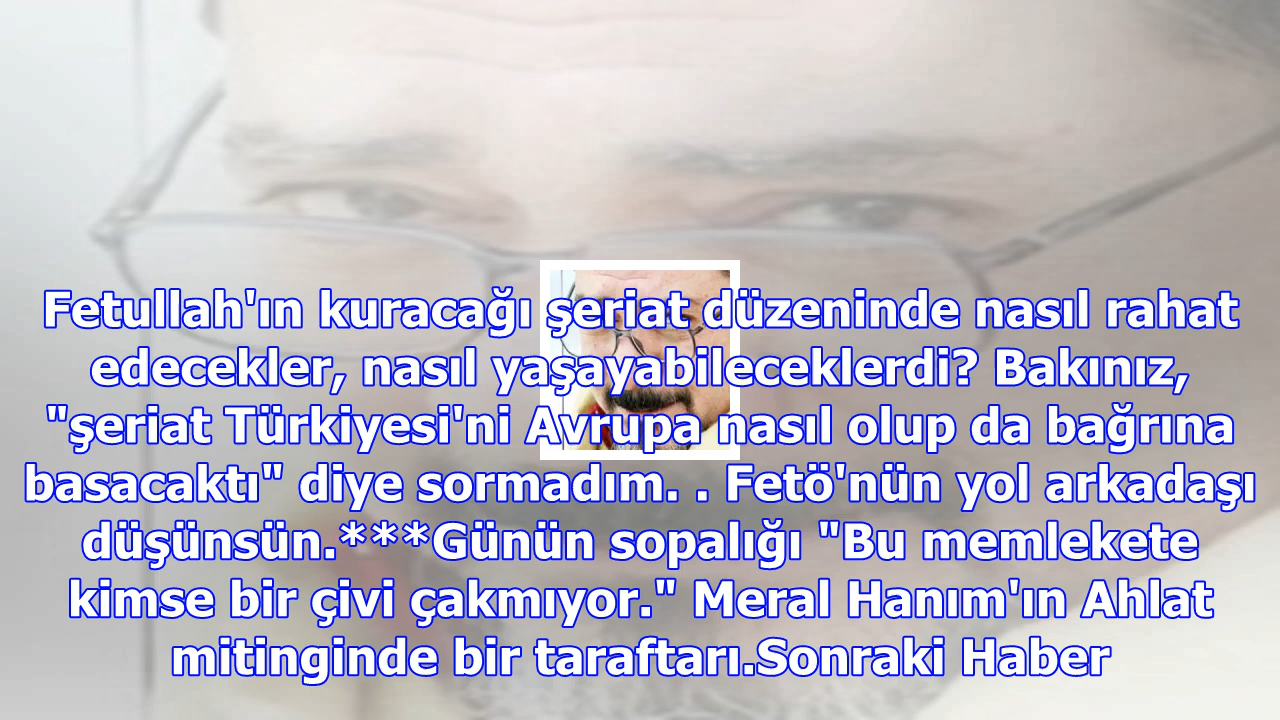 Fetullah'ın kuracağı şeriat düzeninde nasıl rahat
edecekler, nasıl yaşayabileceklerdi? Bakınız,
"şeriat Türkiyesi'ni Avrupa nasıl olup da bağrına
basacaktı" diye sormadım. . Fetö'nün yol arkadaşı
düşünsün.***Günün sopalığı "Bu memlekete
kimse bir çivi çakmıyor." Meral Hanım'ın Ahlat
mitinginde bir taraftarı.Sonraki Haber